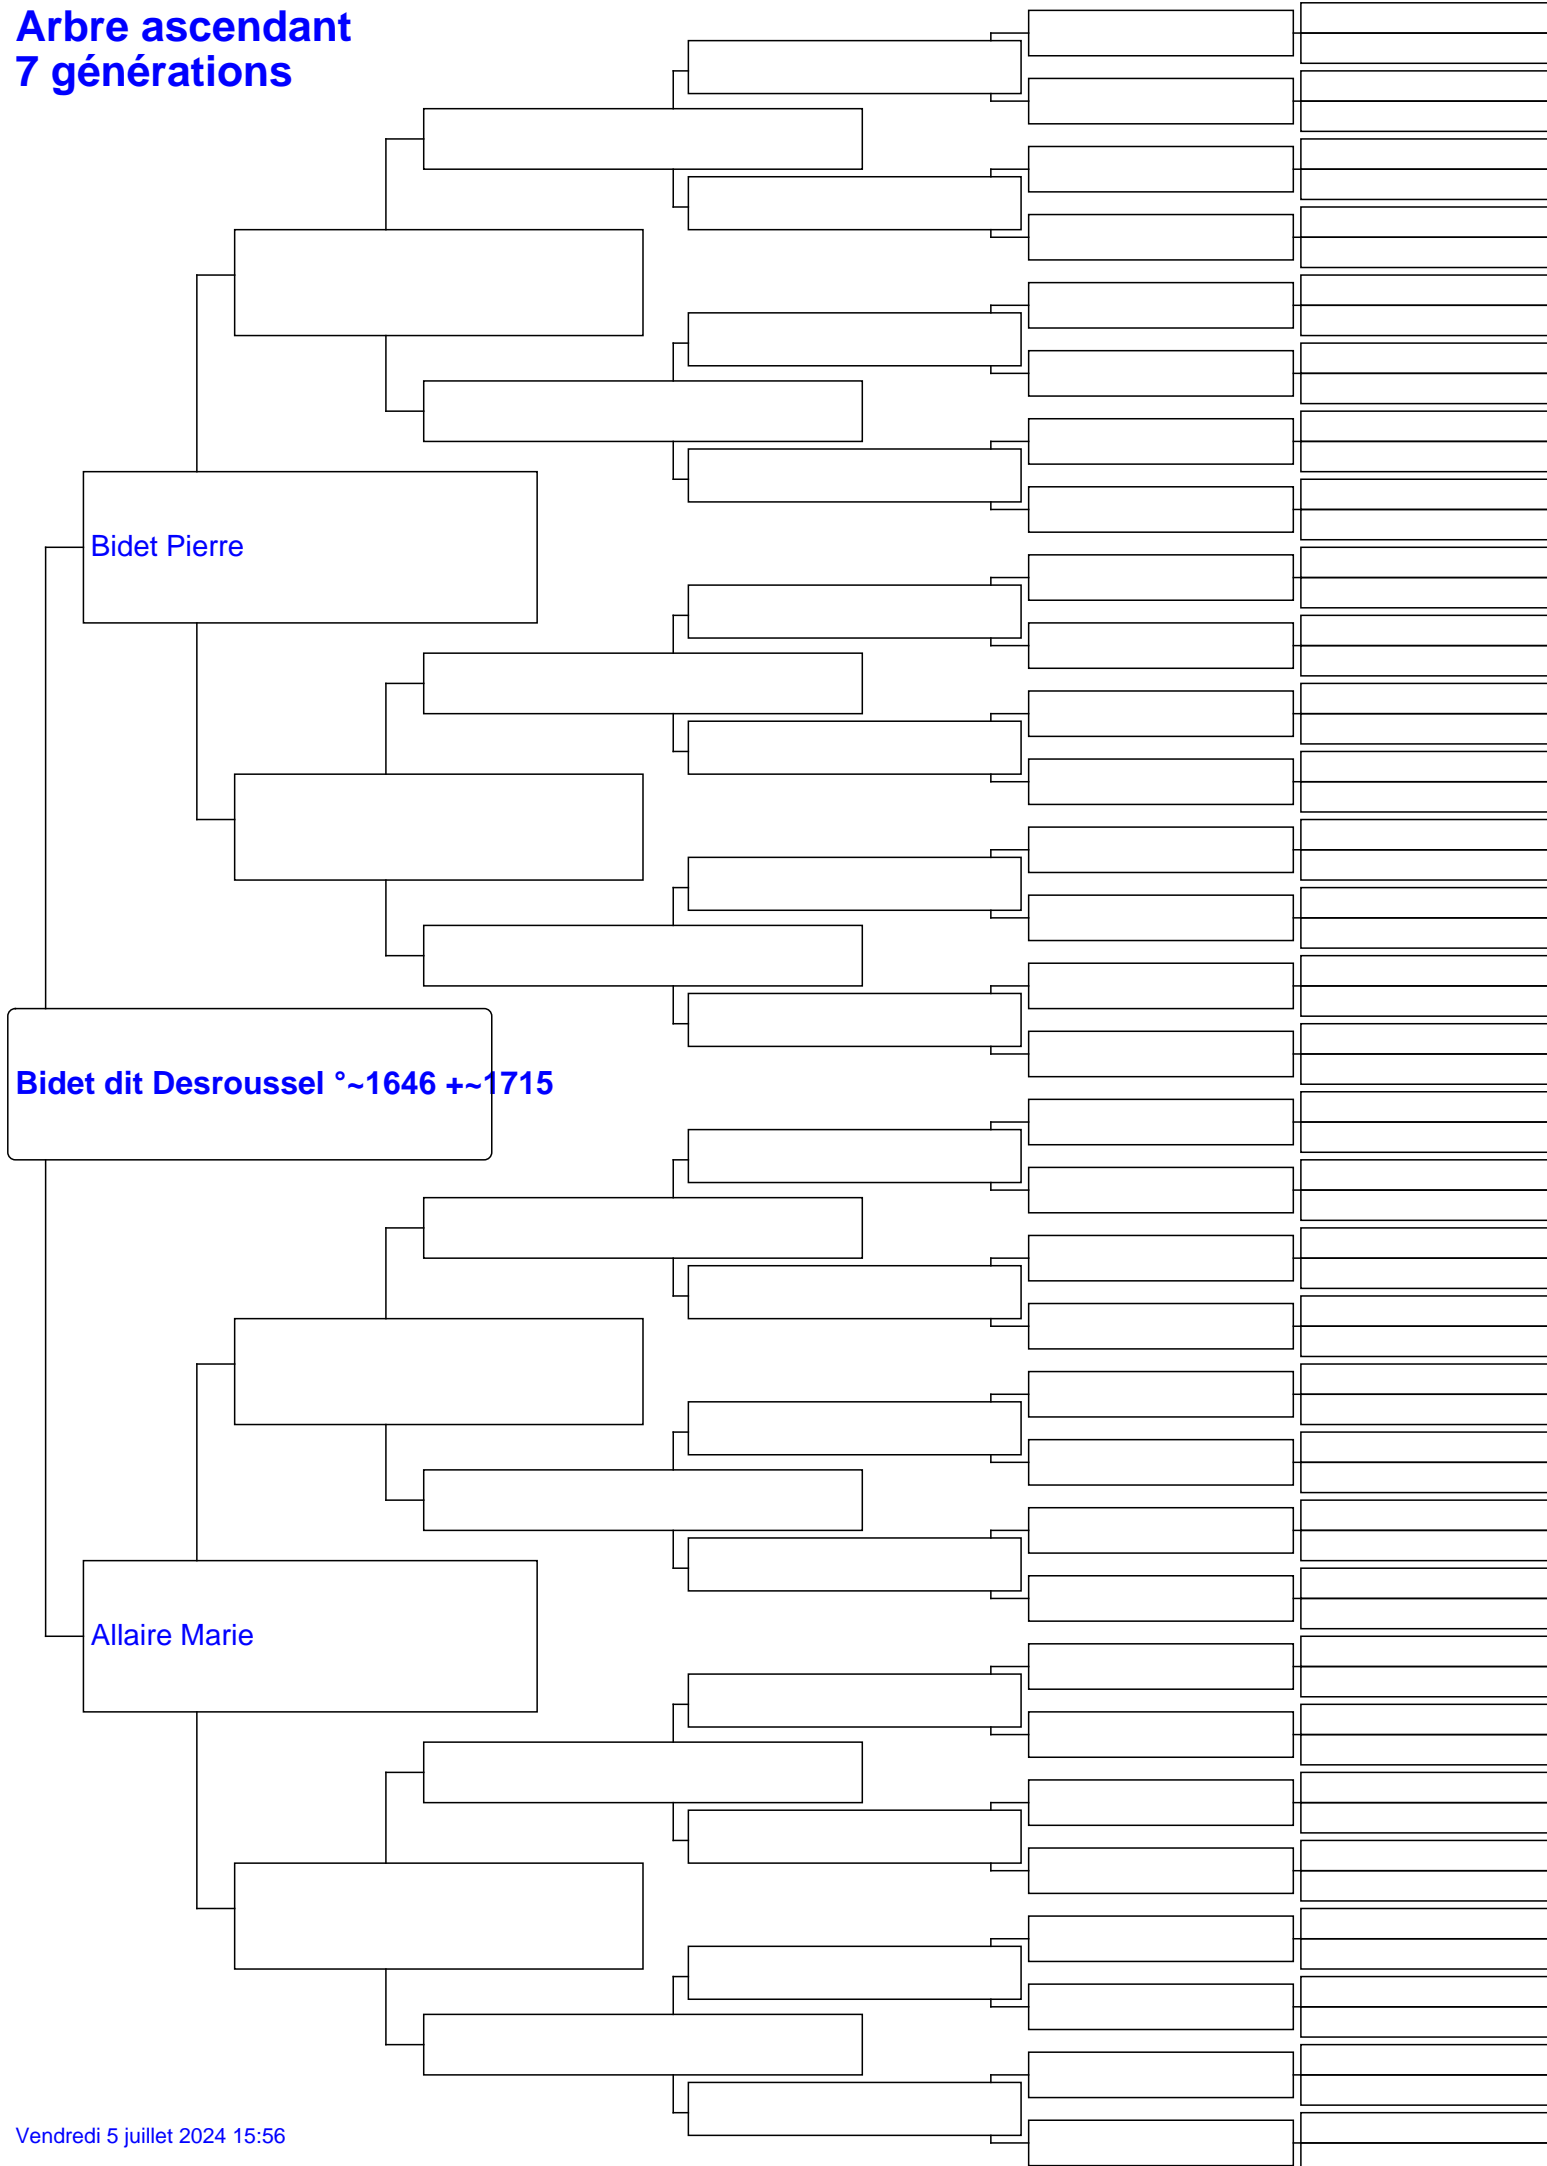 Arbre ascendant
7 générations
Bidet Pierre
Bidet dit Desroussel °~1646 +~1715
Allaire Marie
Vendredi 5 juillet 2024 15:56